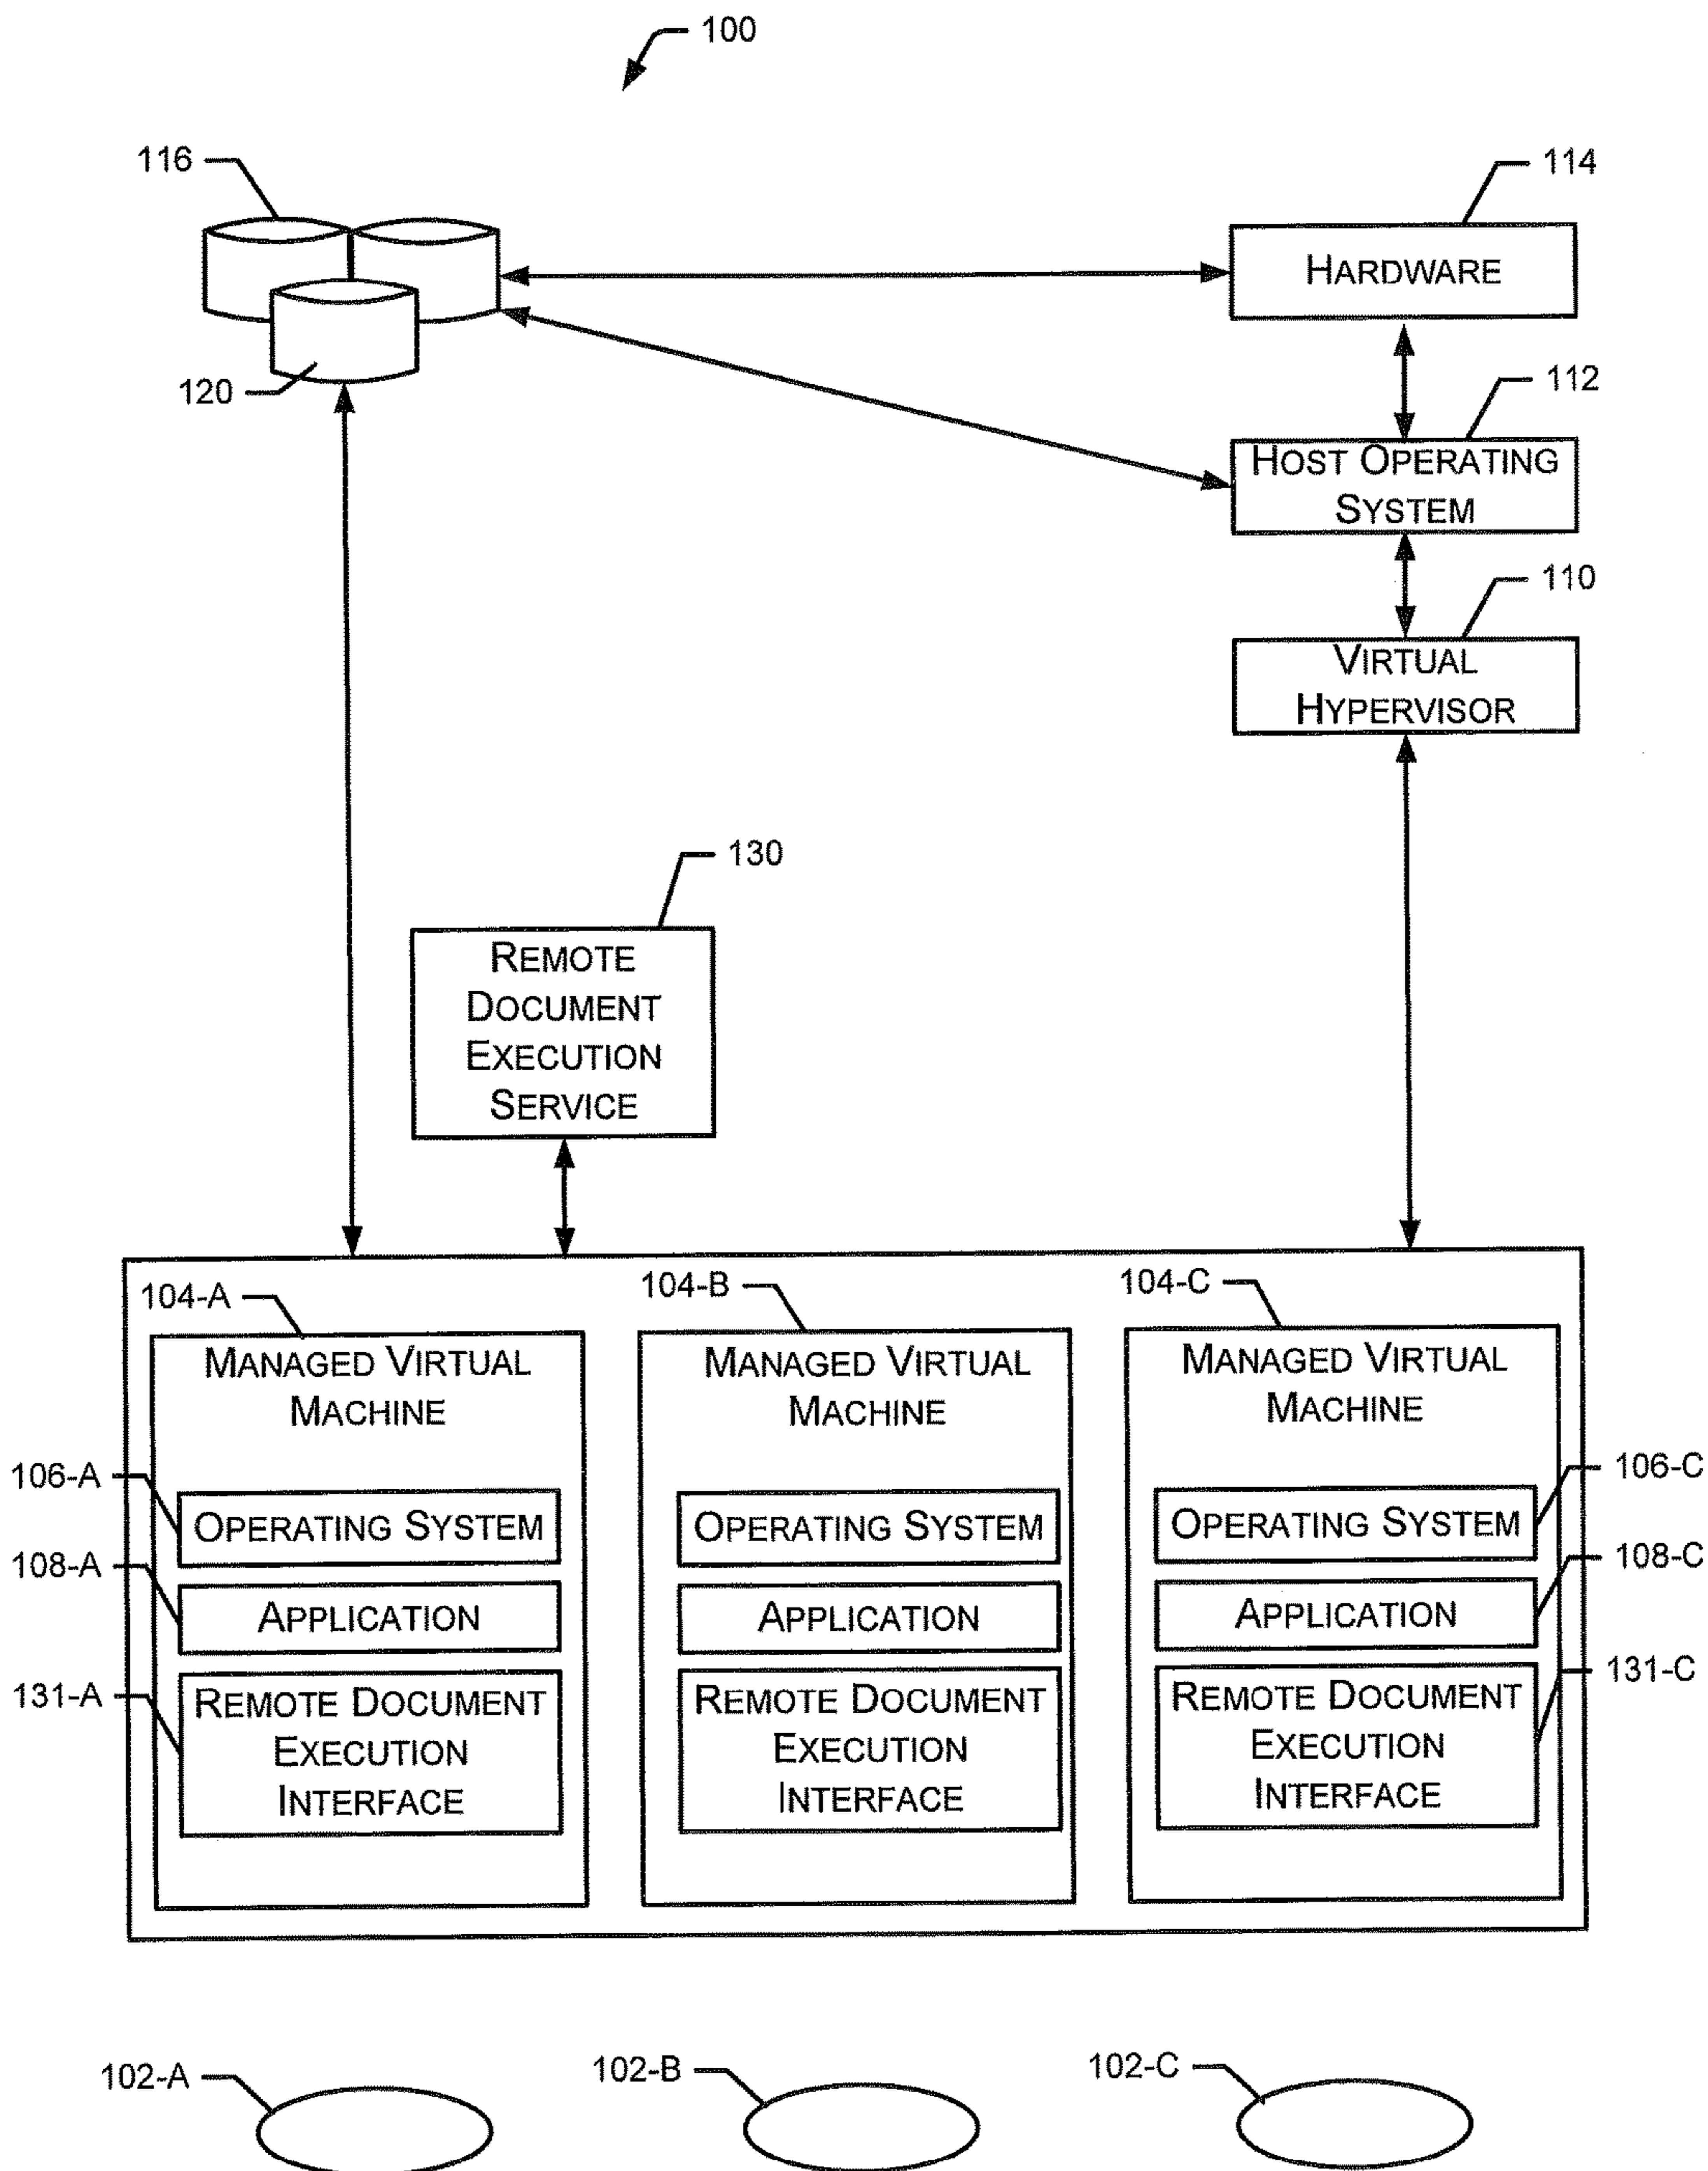 100
116
114
HARDWARE
120
112
HOST OPERATING
SYSTEM
110
VIRTUAL
HYPERVISOR
130
REMOTE
DOCUMENT
EXECUTION
SERVICE
104-A
104-B
104-C
MANAGED VIRTUAL
MACHINE
MANAGED VIRTUAL
MACHINE
MANAGED VIRTUAL
MACHINE
106-A
OPERATING SYSTEM
OPERATING SYSTEM
OPERATING SYSTEM
106-C
108-A
APPLICATION
APPLICATION
APPLICATION
108-C
131-A
REMOTE DOCUMENT
EXECUTION
INTERFACE
REMOTE DOCUMENT
EXECUTION
INTERFACE
REMOTE DOCUMENT
EXECUTION
INTERFACE
131-C
102-A
102-B
102-C